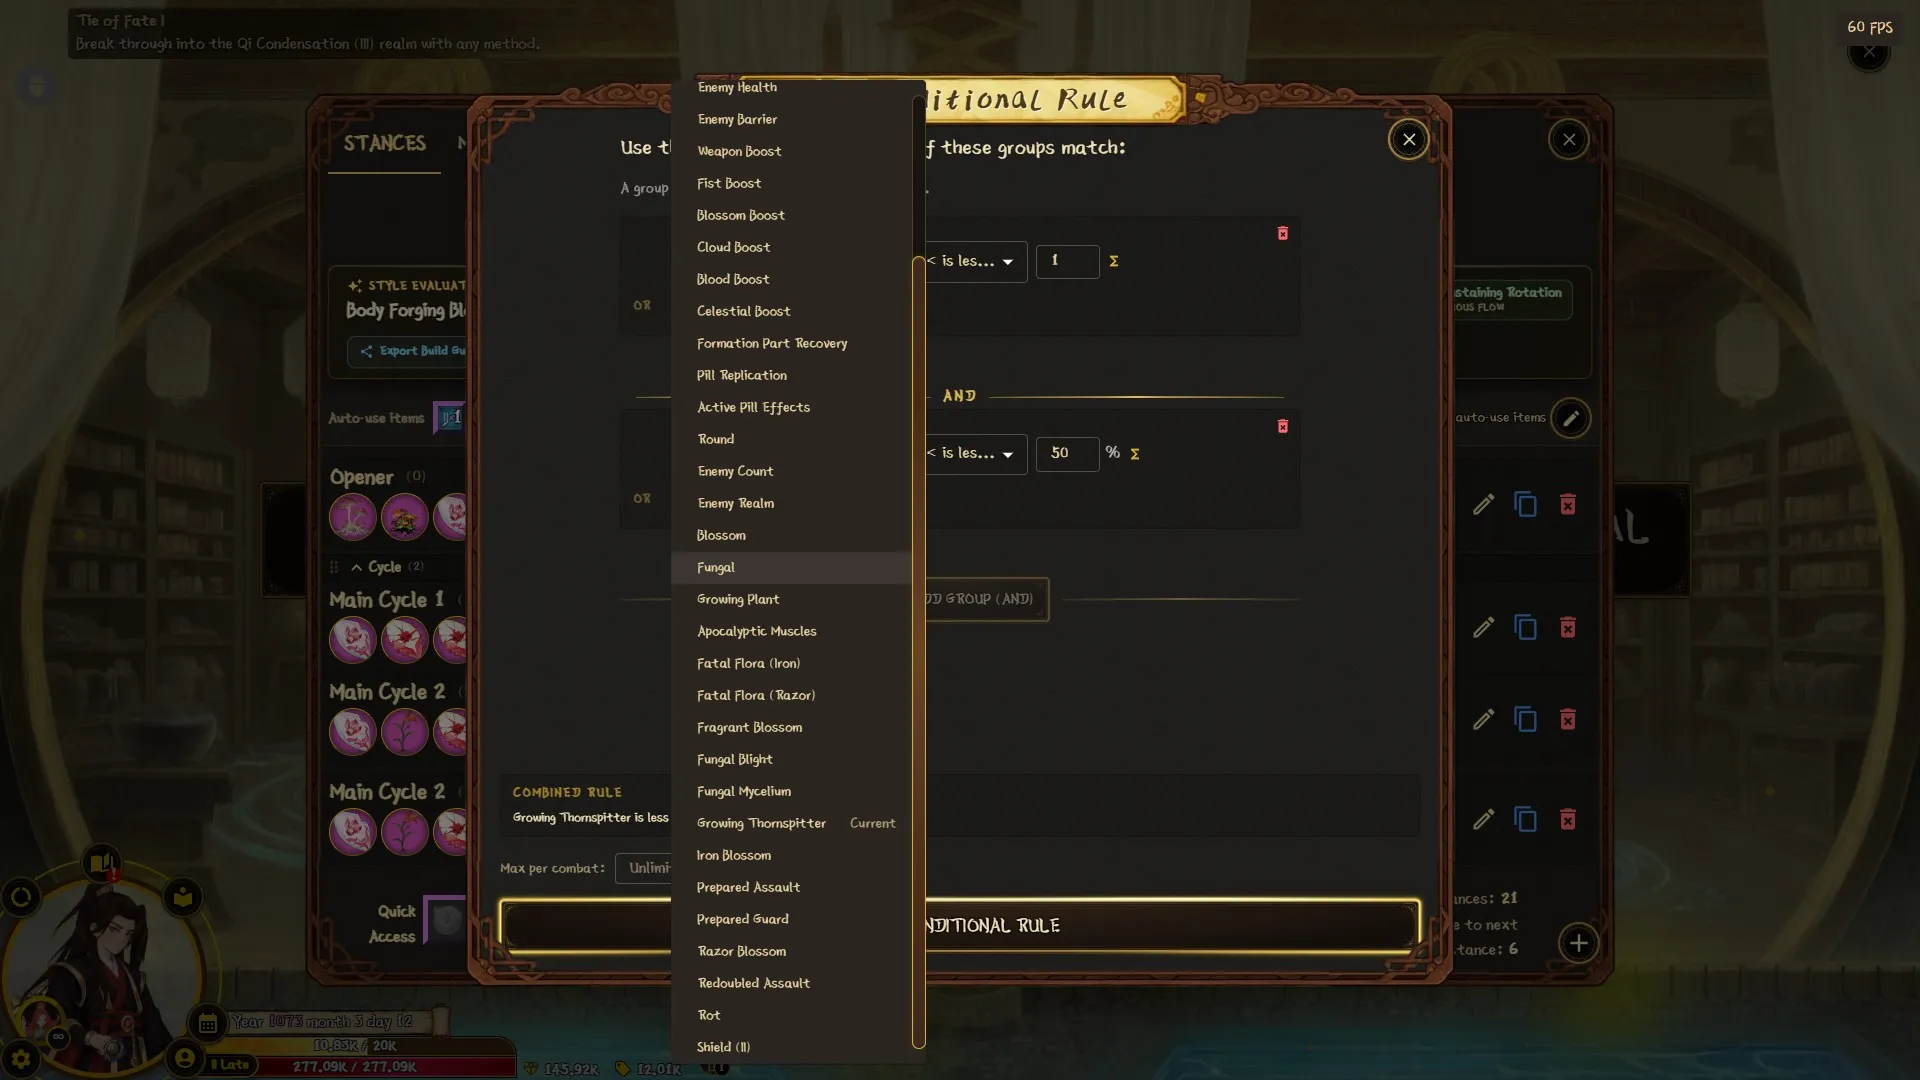 Tie of Fate I
Break through into the Qi Condensation (III) realm with any method.
60 FPS
STANCES
STYLE EVALUAT
Body Forging Bl
Export Build Gu
Auto-use Items
Opener (0)
Cycle (2)
Main Cycle 1
Main Cycle 2
Main Cycle 2
Quick
Access
Year 1073 month 3 day 12
10.83K / 20K
II Late
277.09K / 277.09K
145.92K
12.01K
ditional Rule
Use t
f these groups match:
A group
OR
< is les...
1
Σ
AND
OR
< is les...
50
%
Σ
DD GROUP (AND)
COMBINED RULE
Growing Thornspitter is less
Max per combat:
Unlimi
NDITIONAL RULE
Enemy Health
Enemy Barrier
Weapon Boost
Fist Boost
Blossom Boost
Cloud Boost
Blood Boost
Celestial Boost
Formation Part Recovery
Pill Replication
Active Pill Effects
Round
Enemy Count
Enemy Realm
Blossom
Fungal
Growing Plant
Apocalyptic Muscles
Fatal Flora (Iron)
Fatal Flora (Razor)
Fragrant Blossom
Fungal Blight
Fungal Mycelium
Growing Thornspitter Current
Iron Blossom
Prepared Assault
Prepared Guard
Razor Blossom
Redoubled Assault
Rot
Shield (II)
staining Rotation
OUS FLOW
auto-use items
AL
nces: 21
e to next
tance: 6